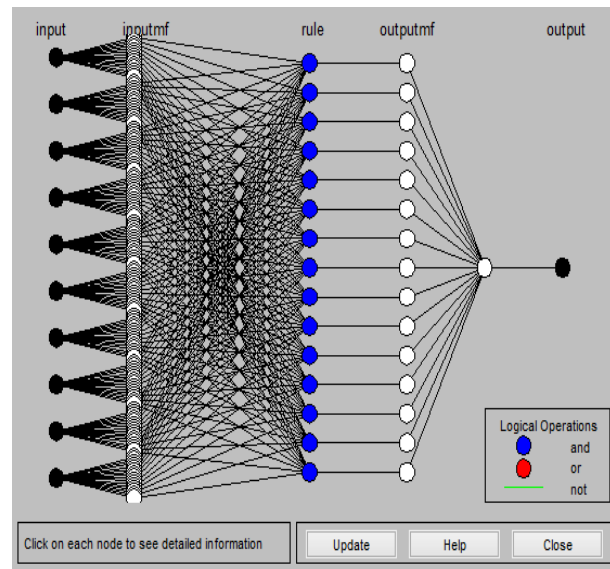 input inputmf rule outputmf output
Logical Operations
and
or
not
Click on each node to see detailed information
Update Help Close